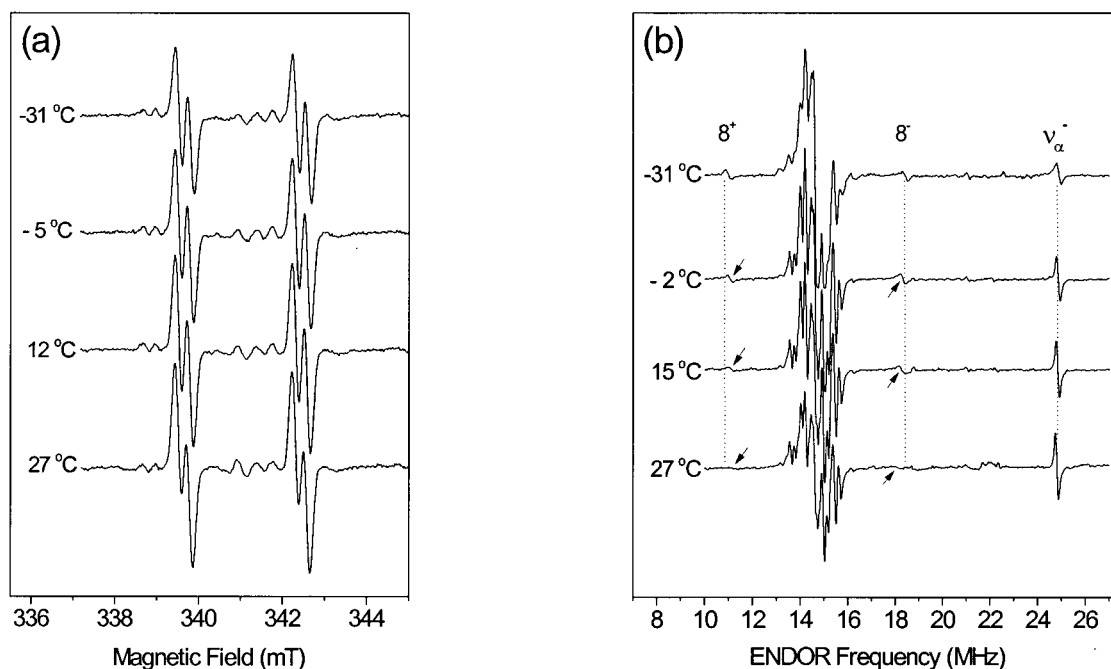 (a)
-31 °C
- 5 °C
12 °C
27 °C
336 338 340 342 344
Magnetic Field (mT)
(b)
8⁺ 8⁻ να⁻
-31 °C
- 2 °C
15 °C
27 °C
8 10 12 14 16 18 20 22 24 26
ENDOR Frequency (MHz)